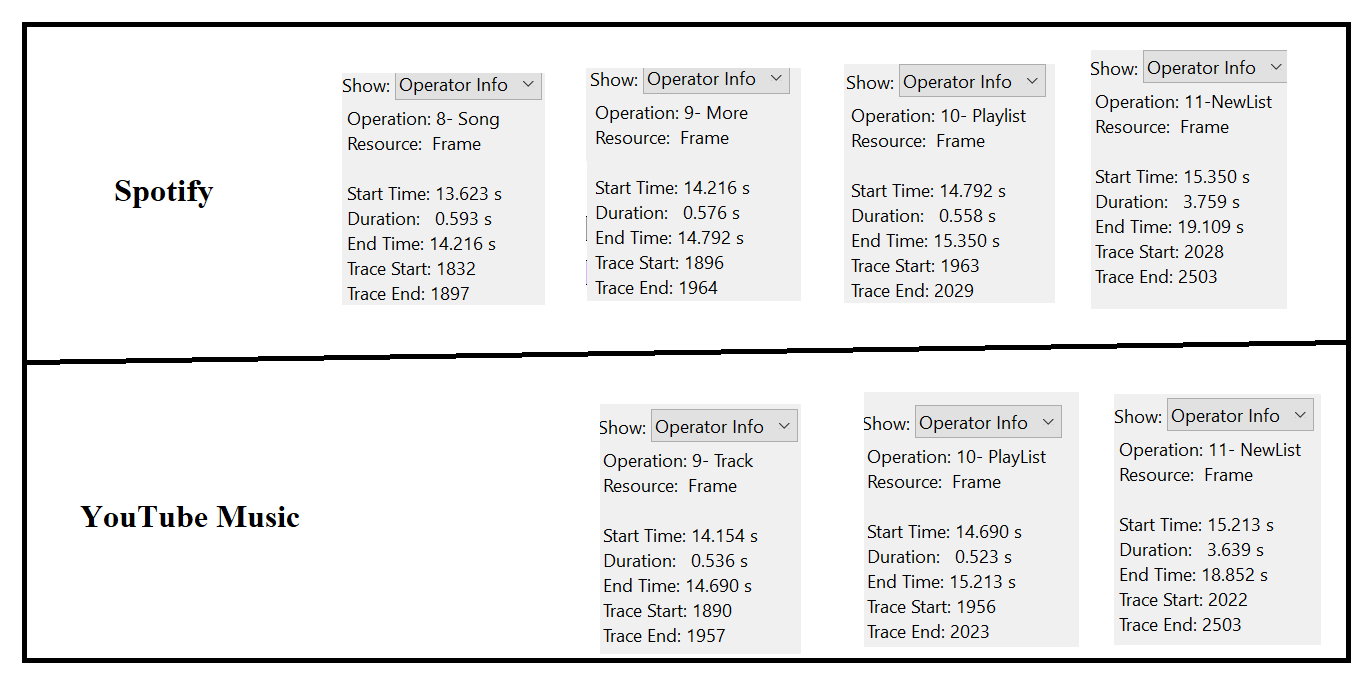 Spotify
Show: Operator Info
Operation: 8- Song
Resource: Frame
Start Time: 13.623 s
Duration: 0.593 s
End Time: 14.216 s
Trace Start: 1832
Trace End: 1897
Show: Operator Info
Operation: 9- More
Resource: Frame
Start Time: 14.216 s
Duration: 0.576 s
End Time: 14.792 s
Trace Start: 1896
Trace End: 1964
Show: Operator Info
Operation: 10- Playlist
Resource: Frame
Start Time: 14.792 s
Duration: 0.558 s
End Time: 15.350 s
Trace Start: 1963
Trace End: 2029
Show: Operator Info
Operation: 11-NewList
Resource: Frame
Start Time: 15.350 s
Duration: 3.759 s
End Time: 19.109 s
Trace Start: 2028
Trace End: 2503
YouTube Music
Show: Operator Info
Operation: 9- Track
Resource: Frame
Start Time: 14.154 s
Duration: 0.536 s
End Time: 14.690 s
Trace Start: 1890
Trace End: 1957
Show: Operator Info
Operation: 10- PlayList
Resource: Frame
Start Time: 14.690 s
Duration: 0.523 s
End Time: 15.213 s
Trace Start: 1956
Trace End: 2023
Show: Operator Info
Operation: 11- NewList
Resource: Frame
Start Time: 15.213 s
Duration: 3.639 s
End Time: 18.852 s
Trace Start: 2022
Trace End: 2503